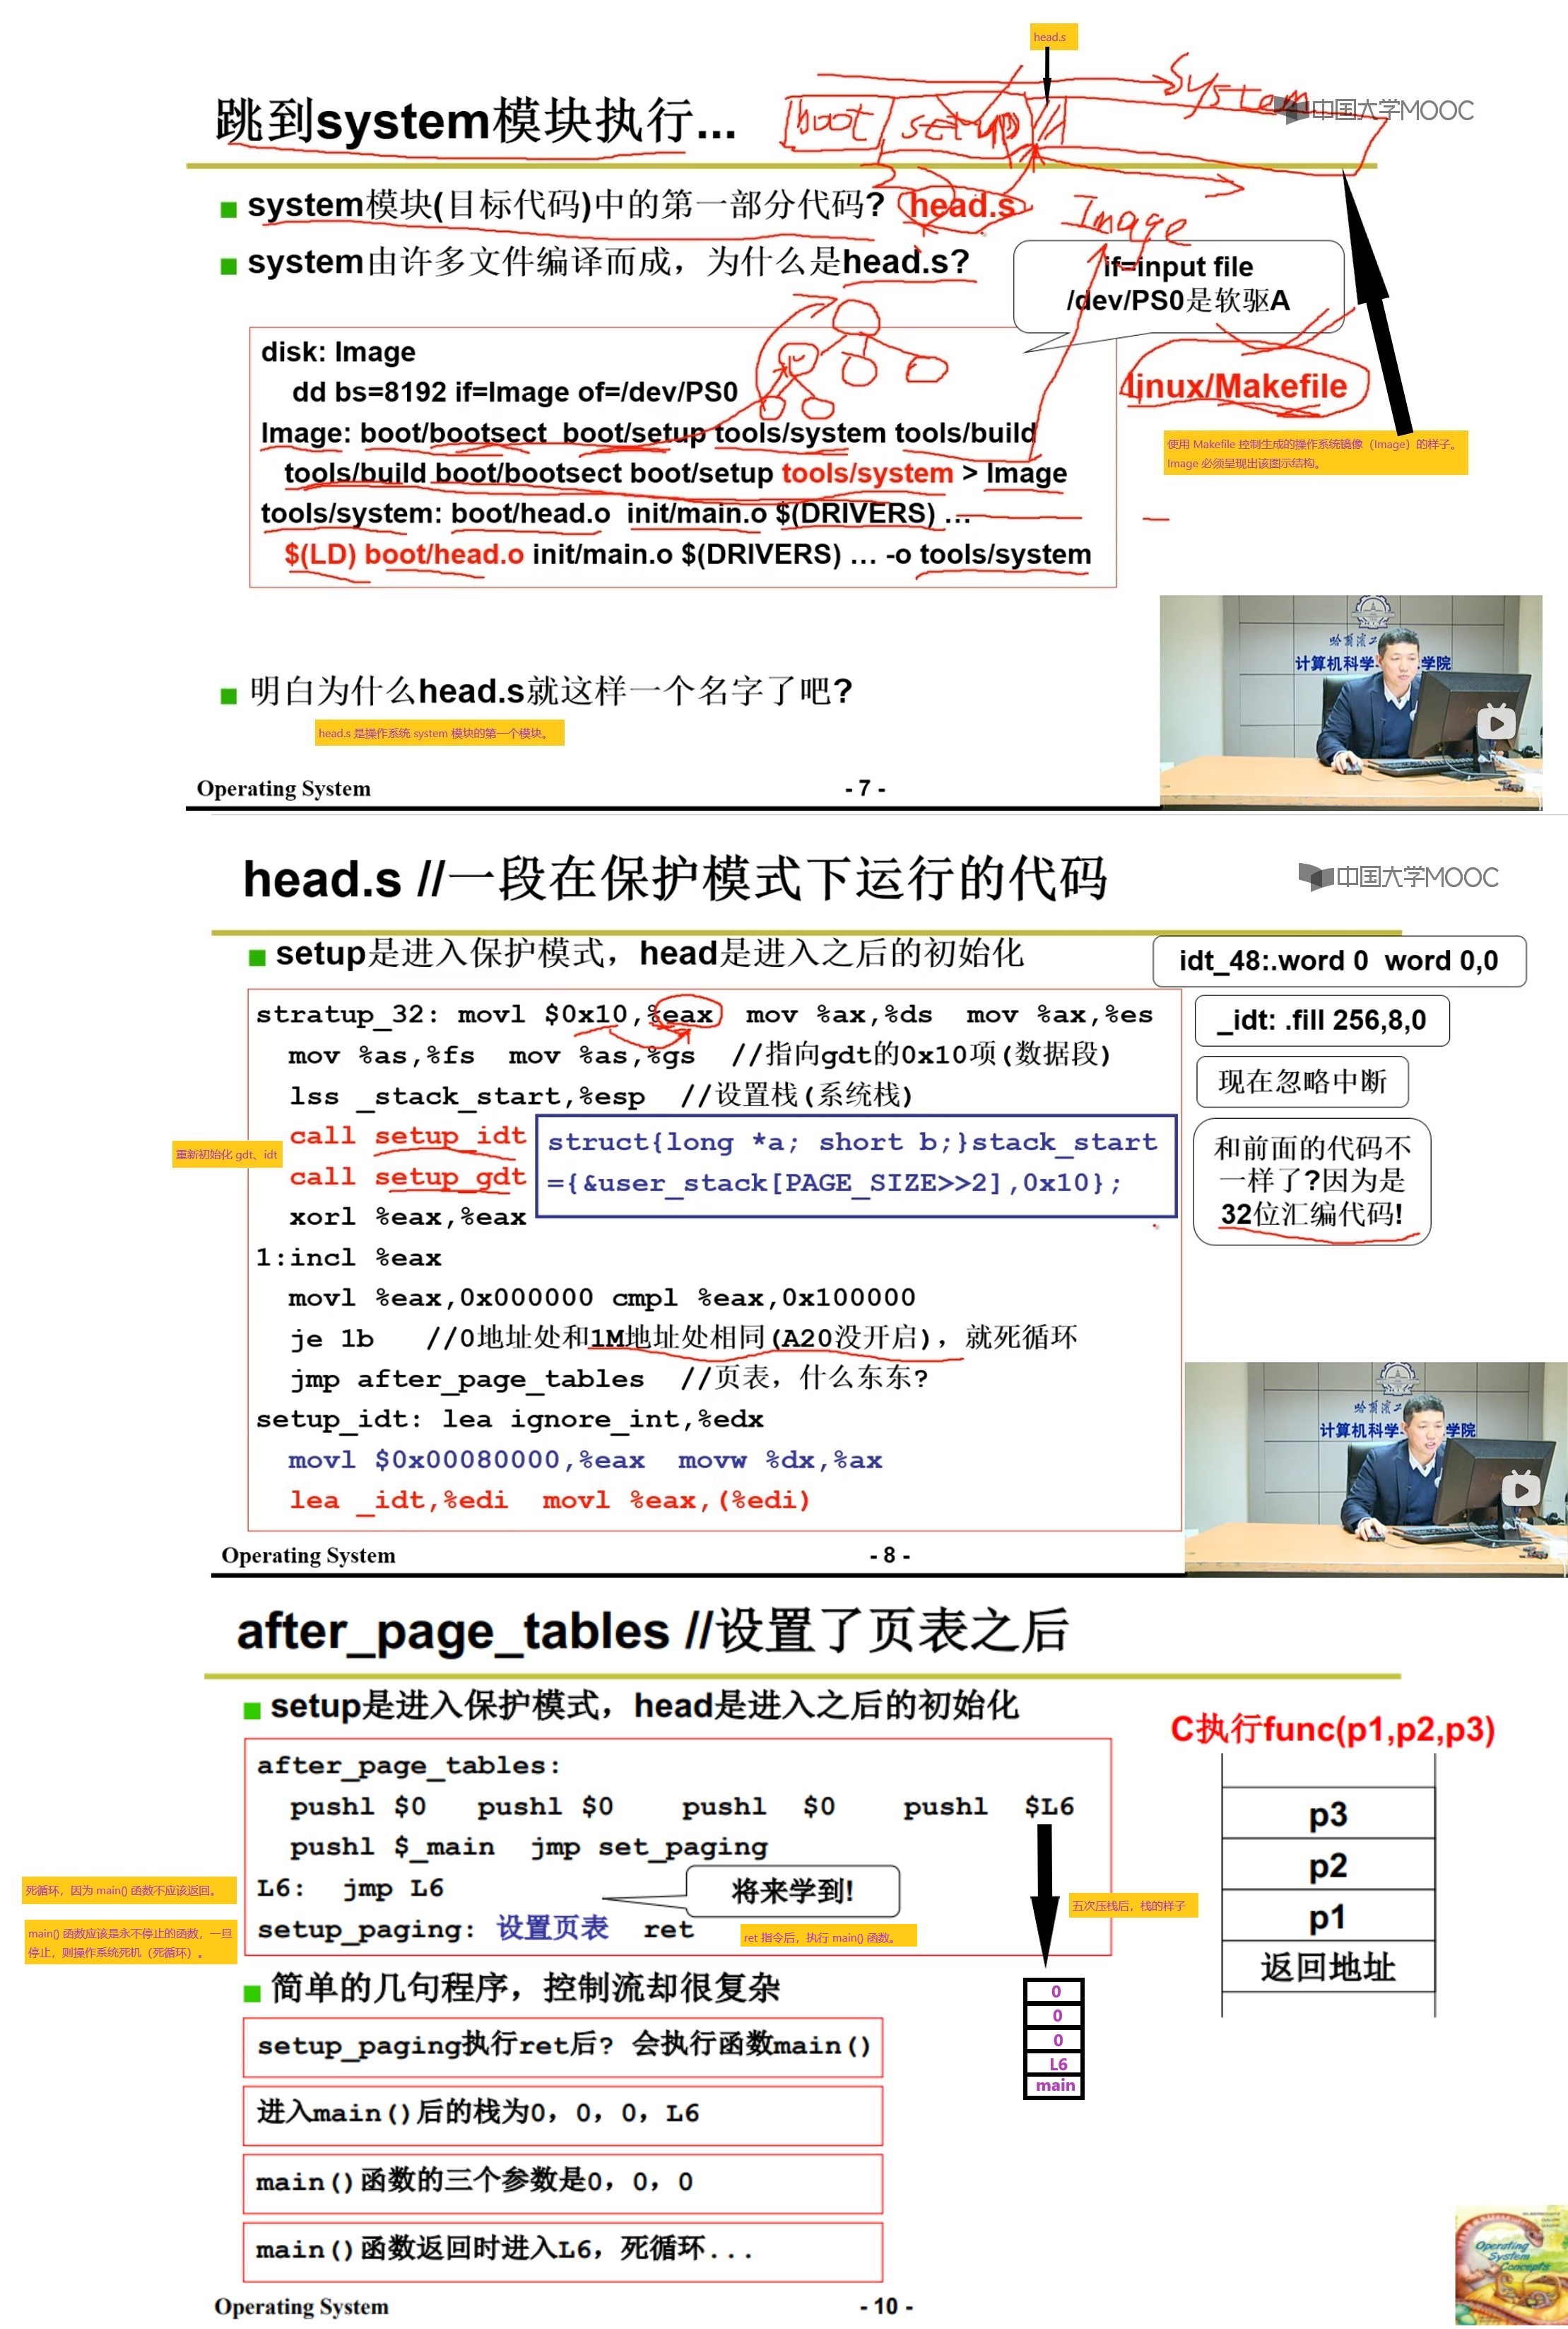 head.s
跳到system模块执行...
boot
setup
System
中国大学MOOC
system模块(目标代码)中的第一部分代码? head.s
Image
system由许多文件编译而成，为什么是head.s?
if=input file
/dev/PS0是软驱A
disk: Image
dd bs=8192 if=Image of=/dev/PS0
linux/Makefile
Image: boot/bootsect boot/setup tools/system tools/build
tools/build boot/bootsect boot/setup tools/system > Image
使用 Makefile 控制生成的操作系统镜像（Image）的样子。
Image 必须呈现出该图示结构。
tools/system: boot/head.o init/main.o $(DRIVERS) …
$(LD) boot/head.o init/main.o $(DRIVERS) … -o tools/system
明白为什么head.s就这样一个名字了吧?
head.s 是操作系统 system 模块的第一个模块。
计算机科学 学院
Operating System
- 7 -
head.s //一段在保护模式下运行的代码
中国大学MOOC
setup是进入保护模式，head是进入之后的初始化
idt_48:.word 0 word 0,0
_idt: .fill 256,8,0
现在忽略中断
和前面的代码不
一样了?因为是
32位汇编代码!
stratup_32: movl $0x10,%eax mov %ax,%ds mov %ax,%es
mov %as,%fs mov %as,%gs //指向gdt的0x10项(数据段)
lss _stack_start,%esp //设置栈(系统栈)
call setup_idt
重新初始化 gdt、idt
call setup_gdt
struct{long *a; short b;}stack_start
={&user_stack[PAGE_SIZE>>2],0x10};
xorl %eax,%eax
1:incl %eax
movl %eax,0x000000 cmpl %eax,0x100000
je 1b //0地址处和1M地址处相同(A20没开启)，就死循环
jmp after_page_tables //页表，什么东东?
setup_idt: lea ignore_int,%edx
movl $0x00080000,%eax movw %dx,%ax
lea _idt,%edi movl %eax,(%edi)
计算机科学 学院
Operating System
- 8 -
after_page_tables //设置了页表之后
setup是进入保护模式，head是进入之后的初始化
C执行func(p1,p2,p3)
p3
p2
p1
返回地址
after_page_tables:
pushl $0 pushl $0 pushl $0 pushl $L6
pushl $_main jmp set_paging
L6: jmp L6
将来学到!
setup_paging: 设置页表 ret
死循环，因为 main() 函数不应该返回。
main() 函数应该是永不停止的函数，一旦
停止，则操作系统死机（死循环）。
ret 指令后，执行 main() 函数。
五次压栈后，栈的样子
0
0
0
L6
main
简单的几句程序，控制流却很复杂
setup_paging执行ret后? 会执行函数main()
进入main()后的栈为0，0，0，L6
main()函数的三个参数是0，0，0
main()函数返回时进入L6，死循环...
Operating System
- 10 -
Operating
System
Concepts